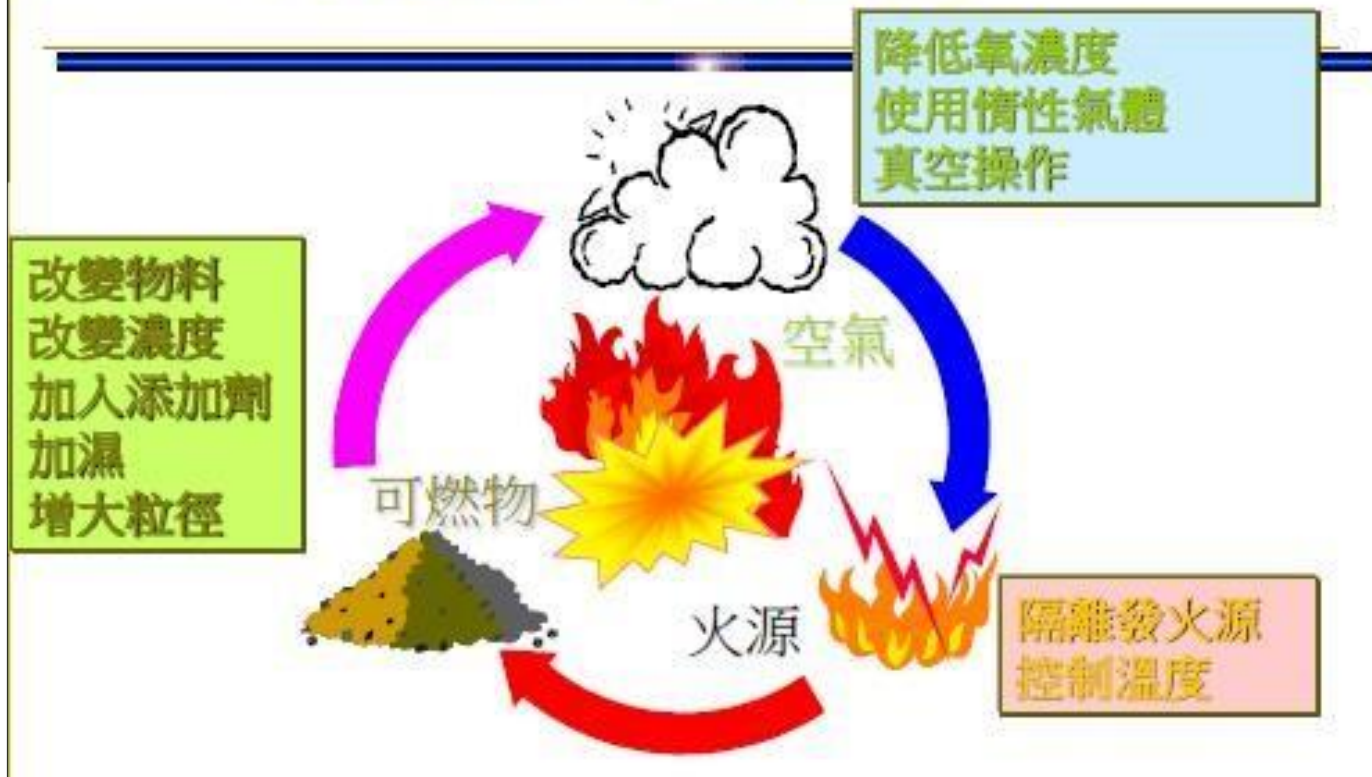 降低氧濃度
使用惰性氣體
真空操作
改變物料
改變濃度
加入添加劑
加濕
增大粒徑
空氣
可燃物
火源
隔離發火源
控制溫度